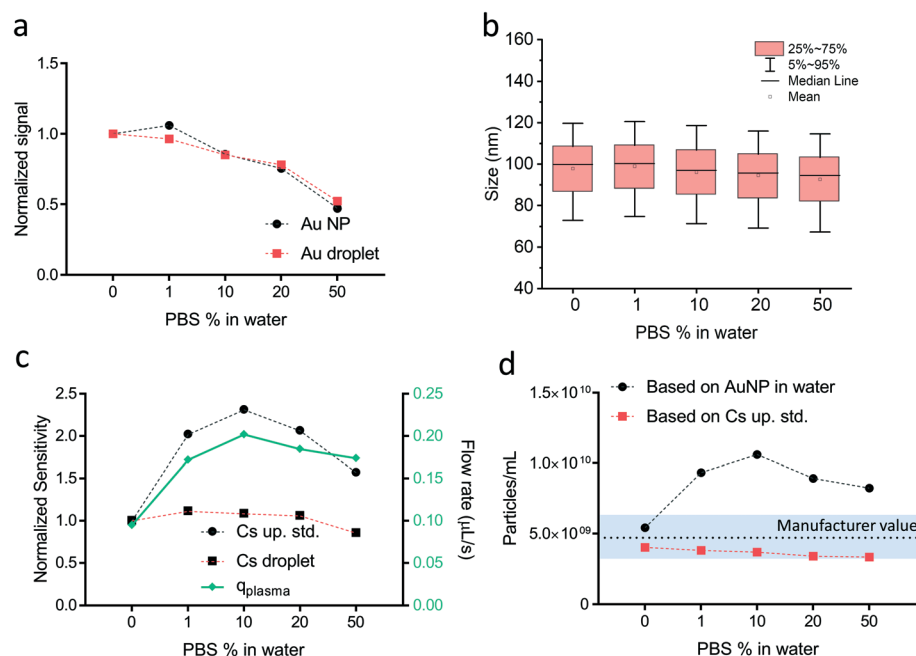 a
Normalized signal
1.5
1.0
0.5
0.0
Au NP
Au droplet
0 1 10 20 50
PBS % in water
b
Size (nm)
160
140
120
100
80
60
40
25%~75%
5%~95%
Median Line
Mean
0 1 10 20 50
PBS % in water
c
Normalized Sensitivity
2.5
2.0
1.5
1.0
0.5
0.0
Cs up. std.
Cs droplet
qplasma
0.25
0.20
0.15
0.10
0.05
0.00
Flow rate (µL/s)
0 1 10 20 50
PBS % in water
d
Particles/mL
1.5×10¹⁰
1.0×10¹⁰
5.0×10⁰⁹
0
Based on AuNP in water
Based on Cs up. std.
Manufacturer value
0 1 10 20 50
PBS % in water